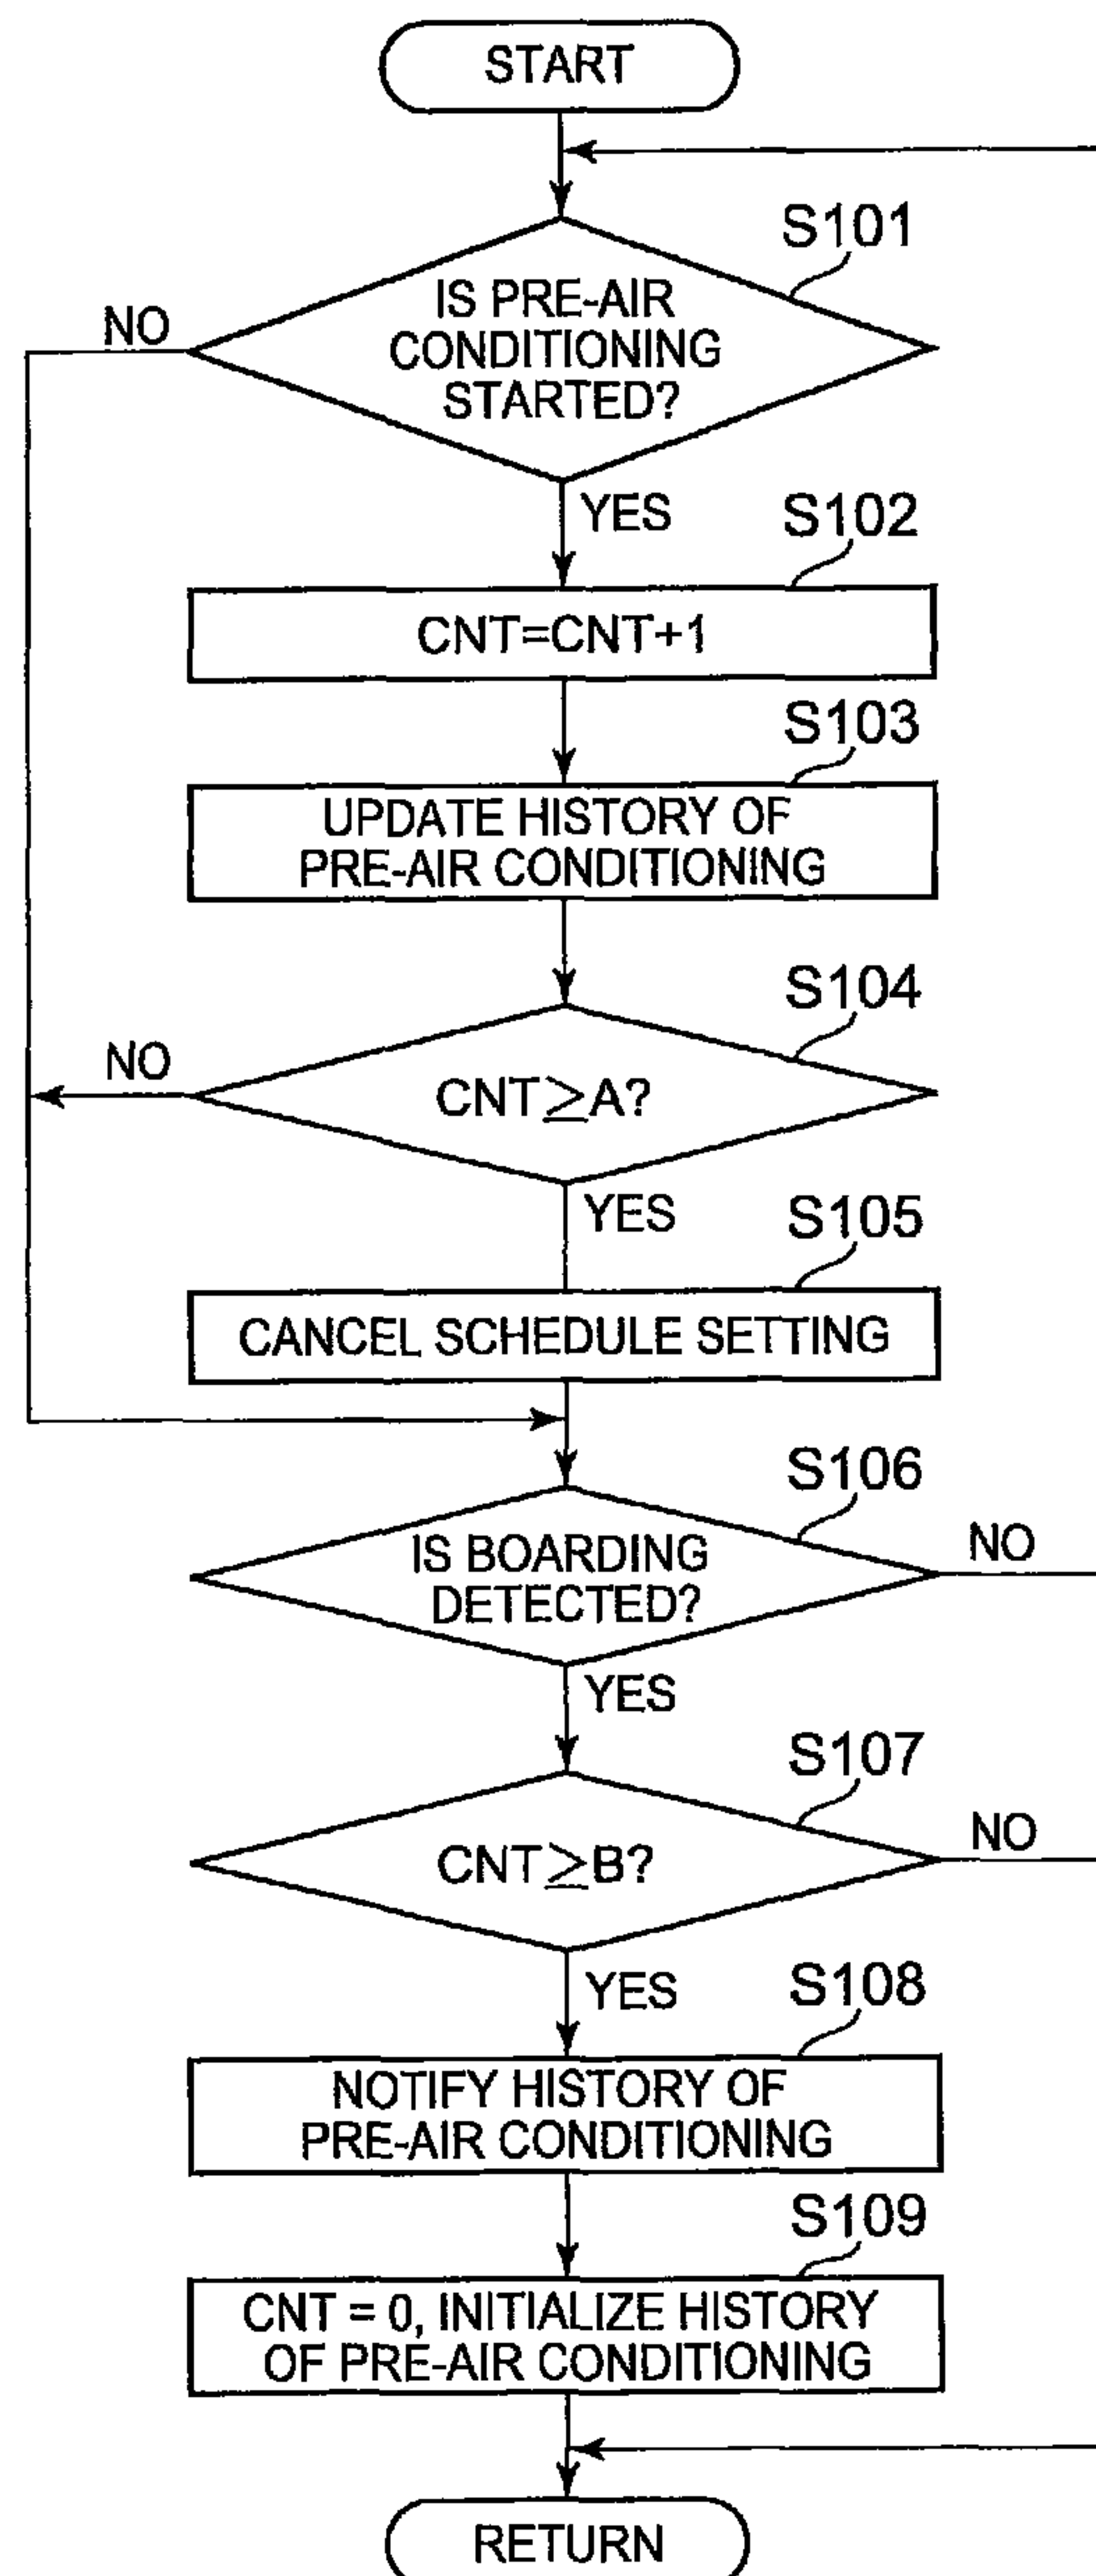 START
S101
IS PRE-AIR
CONDITIONING
STARTED?
NO
YES
S102
CNT=CNT+1
S103
UPDATE HISTORY OF
PRE-AIR CONDITIONING
S104
NO
CNT≥A?
YES
S105
CANCEL SCHEDULE SETTING
S106
IS BOARDING
DETECTED?
NO
YES
S107
CNT≥B?
NO
YES
S108
NOTIFY HISTORY OF
PRE-AIR CONDITIONING
S109
CNT = 0, INITIALIZE HISTORY
OF PRE-AIR CONDITIONING
RETURN